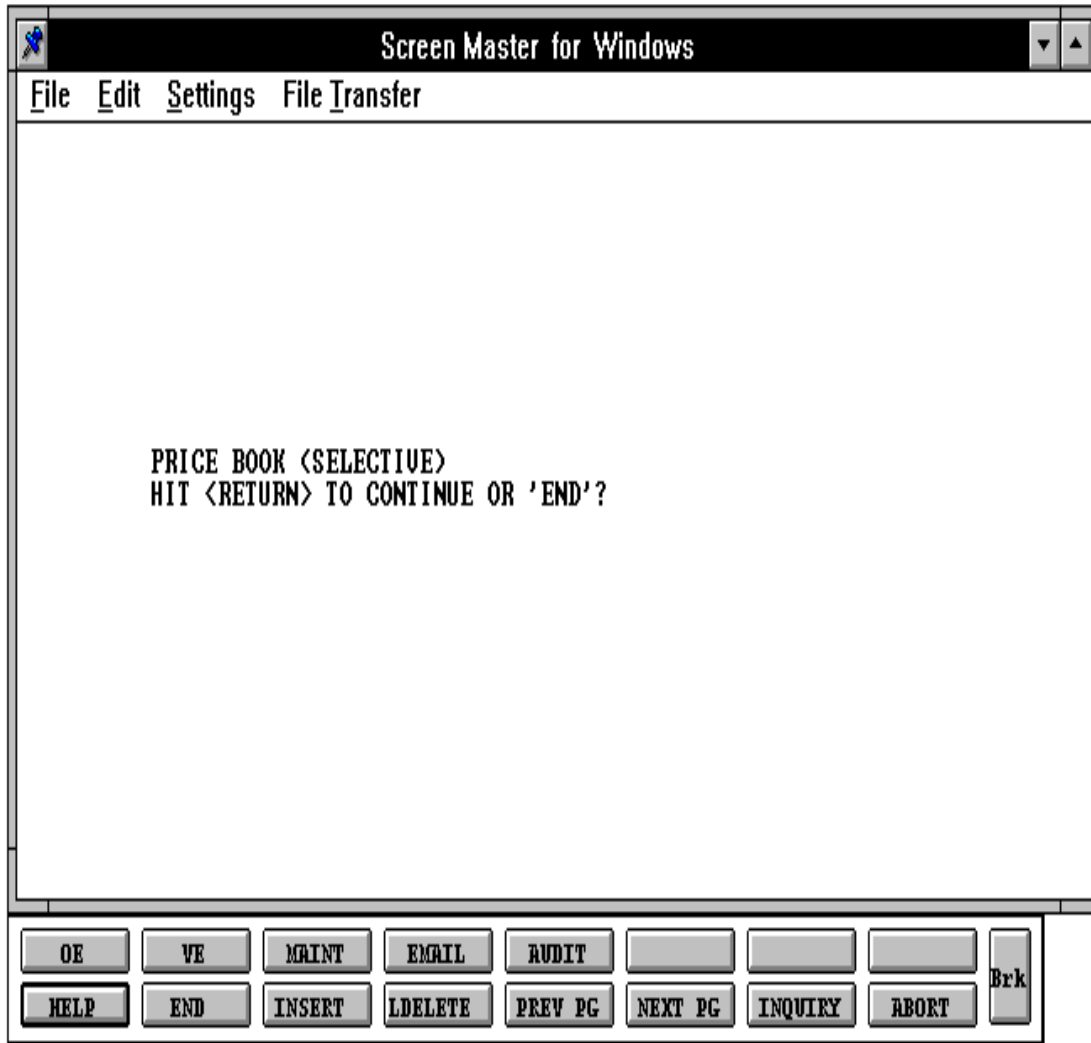 Screen Master for Windows
File Edit Settings File Transfer
PRICE BOOK (SELECTIVE)
HIT <RETURN> TO CONTINUE OR 'END'?
OE VE MAINT EMAIL AUDIT
Brk
HELP END INSERT LDELETE PREV PG NEXT PG INQUIRY ABORT